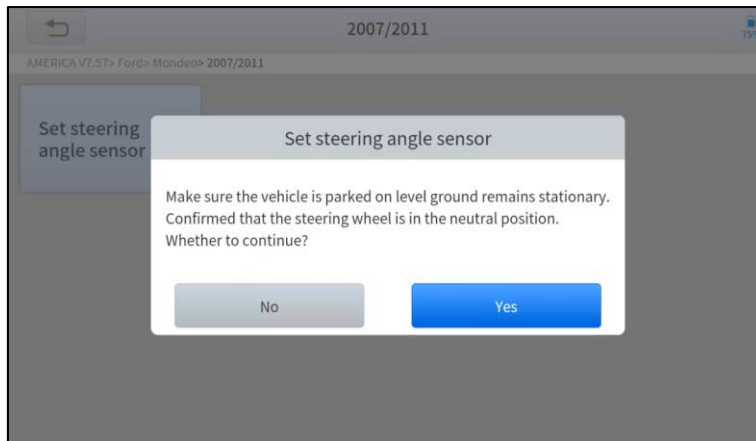 2007/2011
75%
AMERICA V7.57> Ford> Mondeo> 2007/2011
Set steering
angle sensor
Set steering angle sensor
Make sure the vehicle is parked on level ground remains stationary.
Confirmed that the steering wheel is in the neutral position.
Whether to continue?
No
Yes